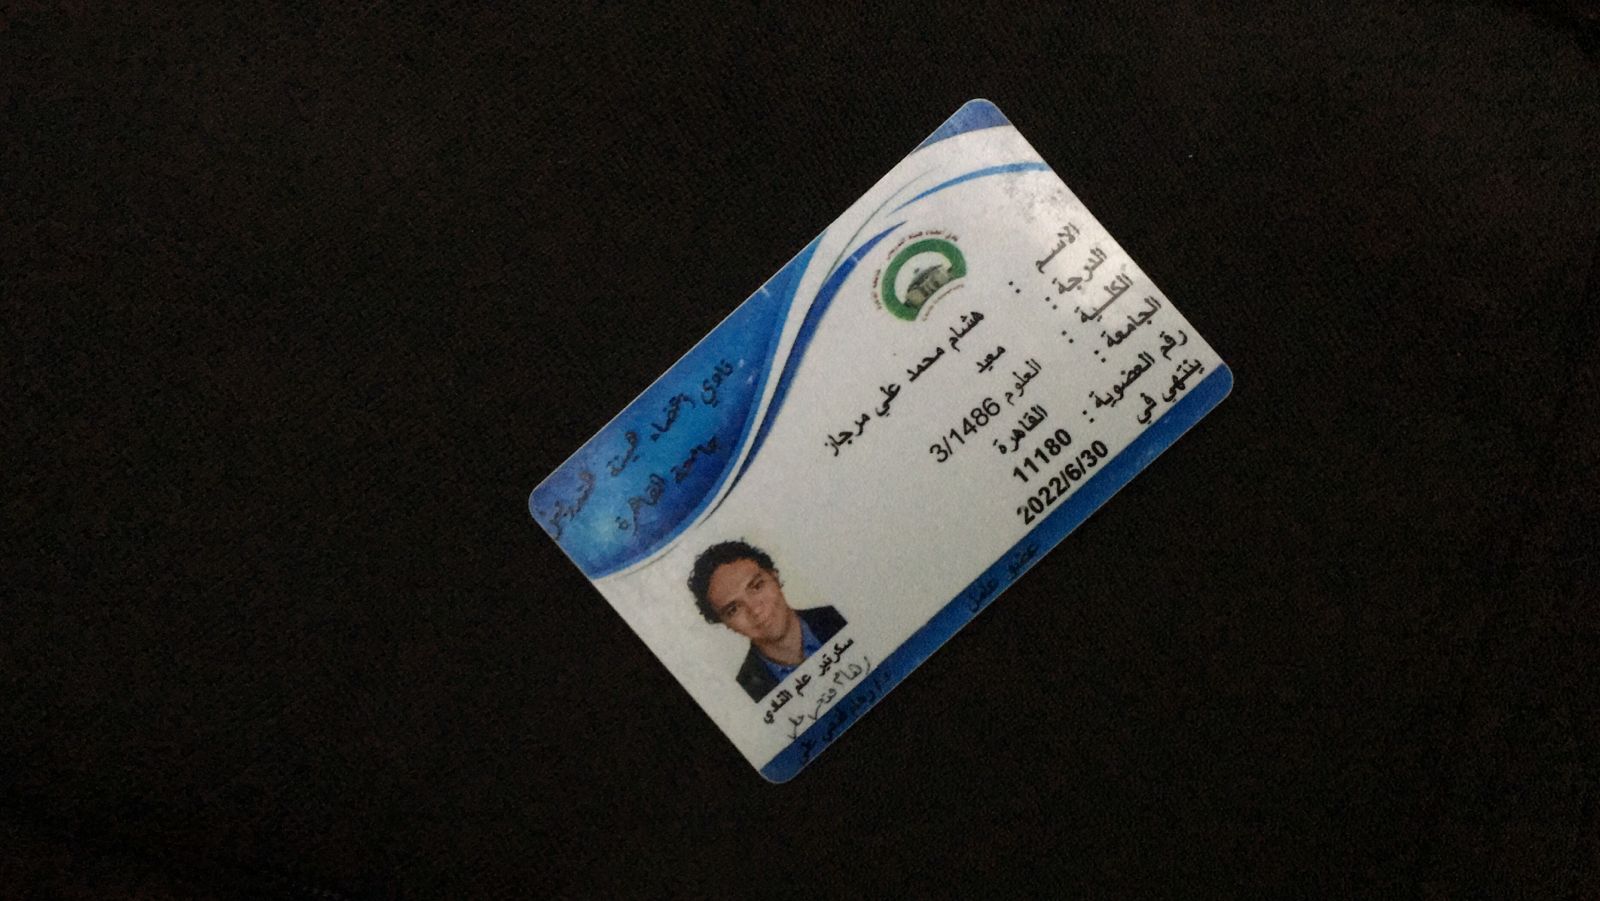 نادي أعضاء هيئة التدريس
جامعة القاهرة
الاسم : هشام محمد علي مرجاز
الدرجة : معيد
الكلية : العلوم 3/1486
الجامعة : القاهرة
رقم العضوية : 11180
ينتهي في 2022/6/30
سكرتير عام النادي
عضو عامل